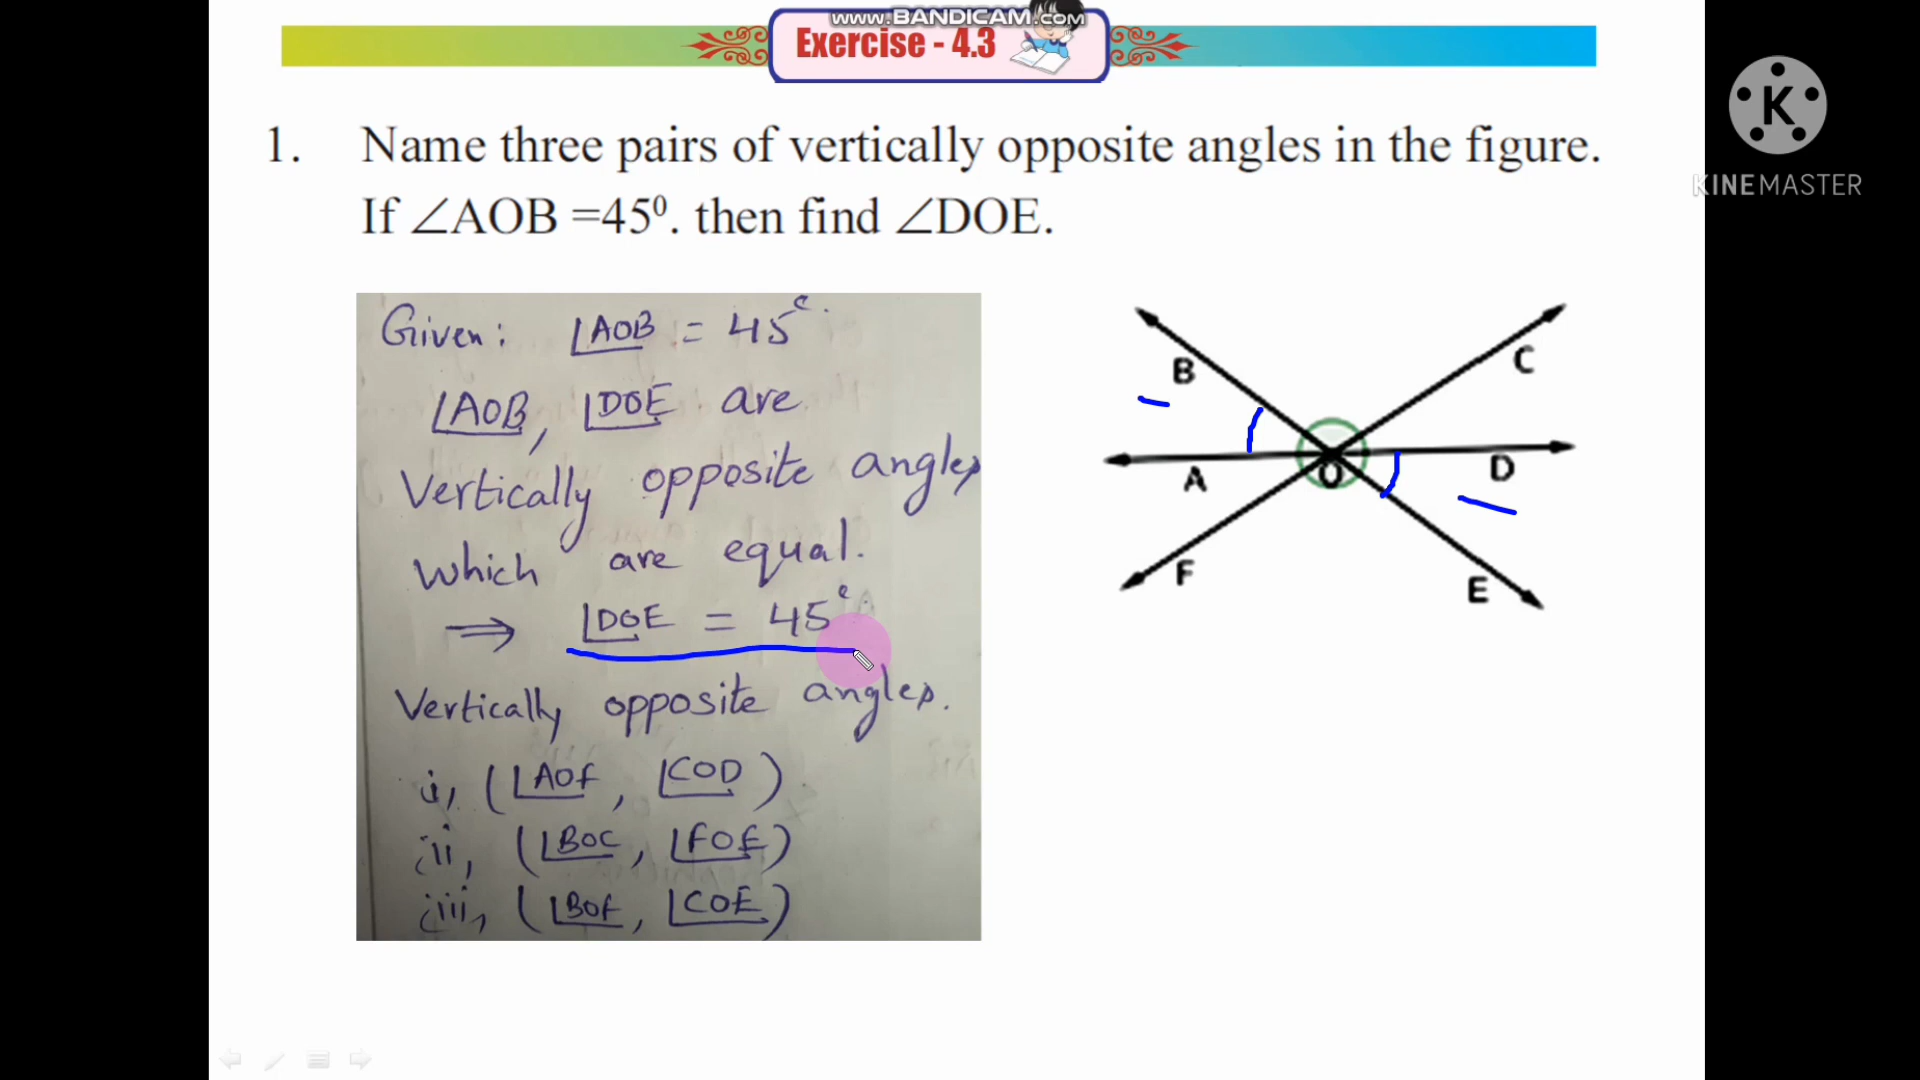 www.BANDICAM.com
Exercise - 4.3
K
KINEMASTER
1. Name three pairs of vertically opposite angles in the figure.
If ∠AOB =45⁰. then find ∠DOE.
Given: ∠AOB = 45°
∠AOB, ∠DOE are
Vertically opposite angles
which are equal.
⇒ ∠DOE = 45°
Vertically opposite angles.
i, (∠AOF, ∠COD)
ii, (∠BOC, ∠FOE)
iii, (∠BOF, ∠COE)
B
C
A
O
D
F
E